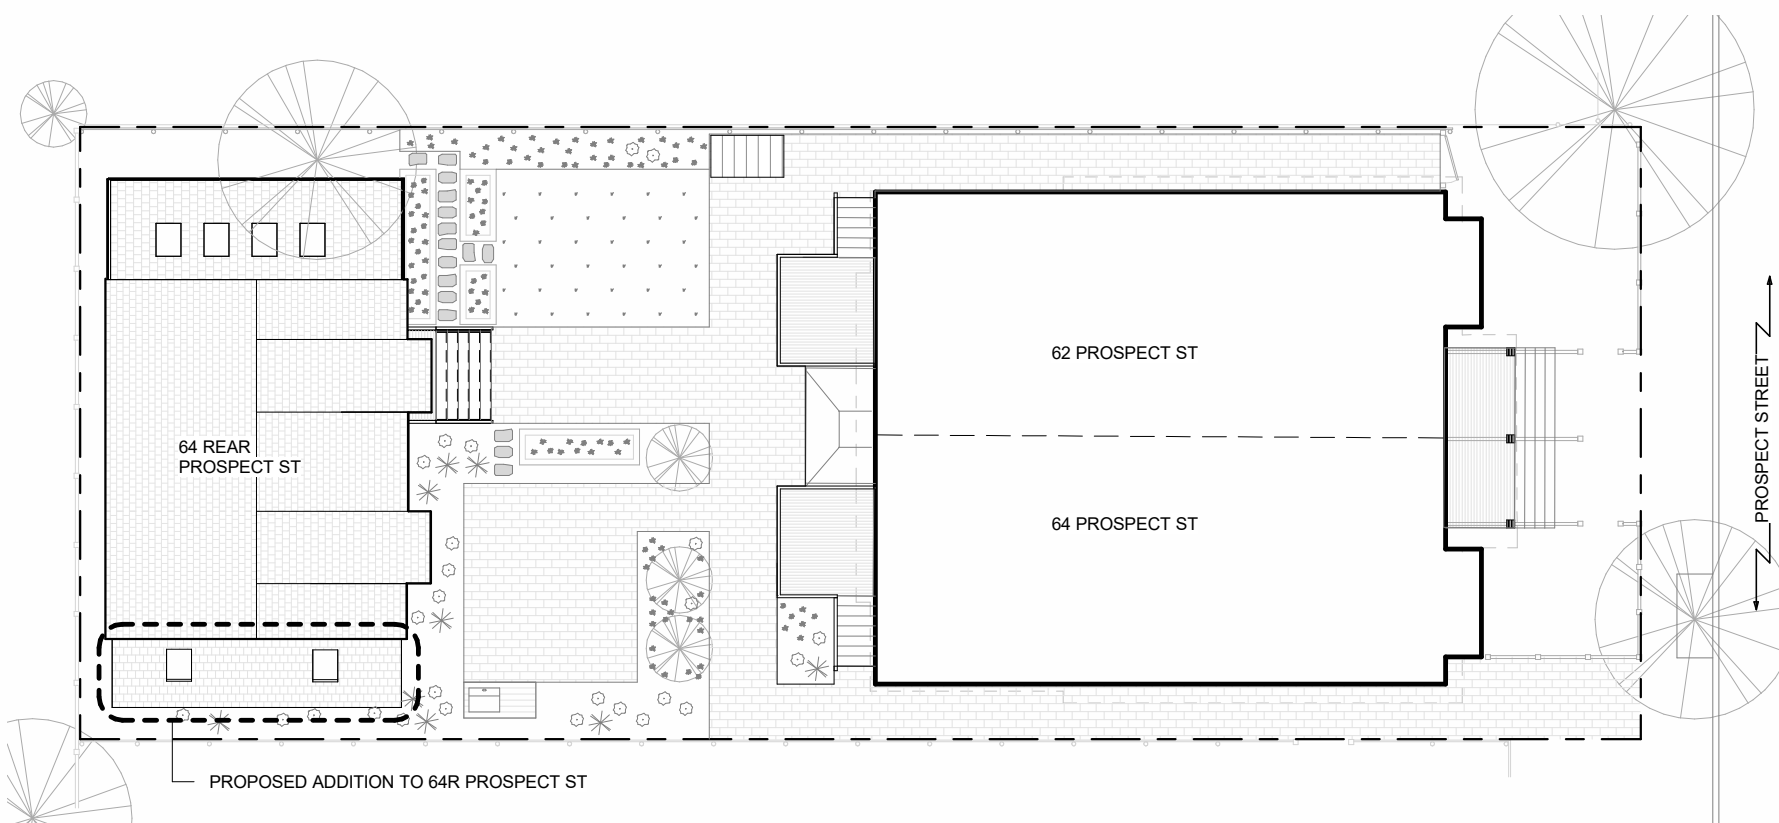 62 PROSPECT ST
PROSPECT STREET
64 REAR
PROSPECT ST
64 PROSPECT ST
PROPOSED ADDITION TO 64R PROSPECT ST